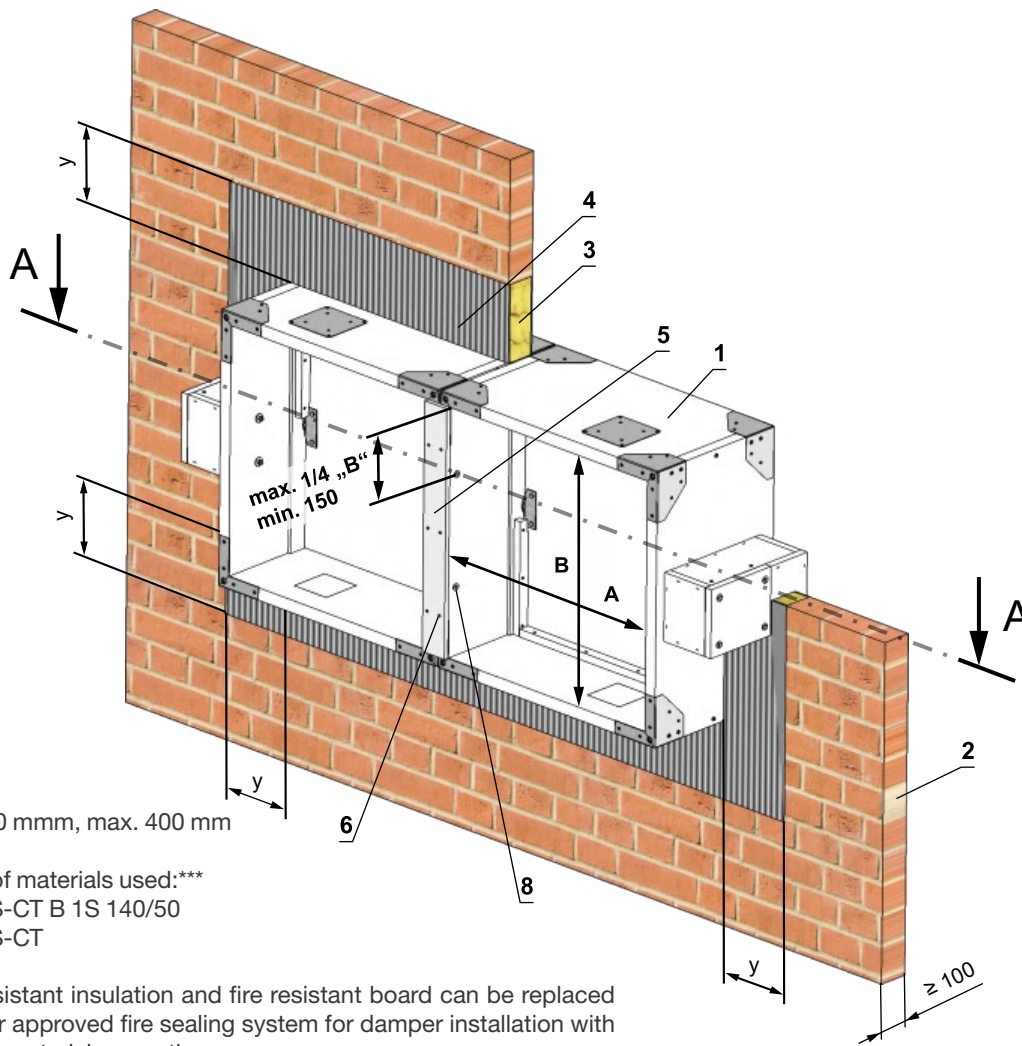 y
4
A
3
5
1
max. 1/4 „B“
min. 150
y
B
A
A
2
y
6
8
y
≥ 100
0 mmm, max. 400 mm
of materials used:***
S-CT B 1S 140/50
S-CT
sistant insulation and fire resistant board can be replaced
r approved fire sealing system for damper installation with